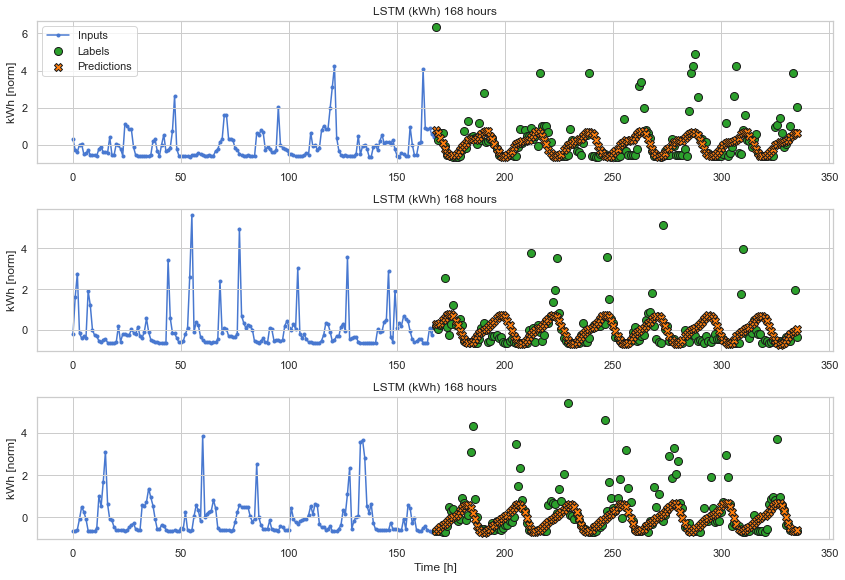 LSTM (kWh) 168 hours
kWh [norm]
6
4
2
0
Inputs
Labels
Predictions
0 50 100 150 200 250 300 350
LSTM (kWh) 168 hours
kWh [norm]
4
2
0
0 50 100 150 200 250 300 350
LSTM (kWh) 168 hours
kWh [norm]
4
2
0
0 50 100 150 200 250 300 350
Time [h]